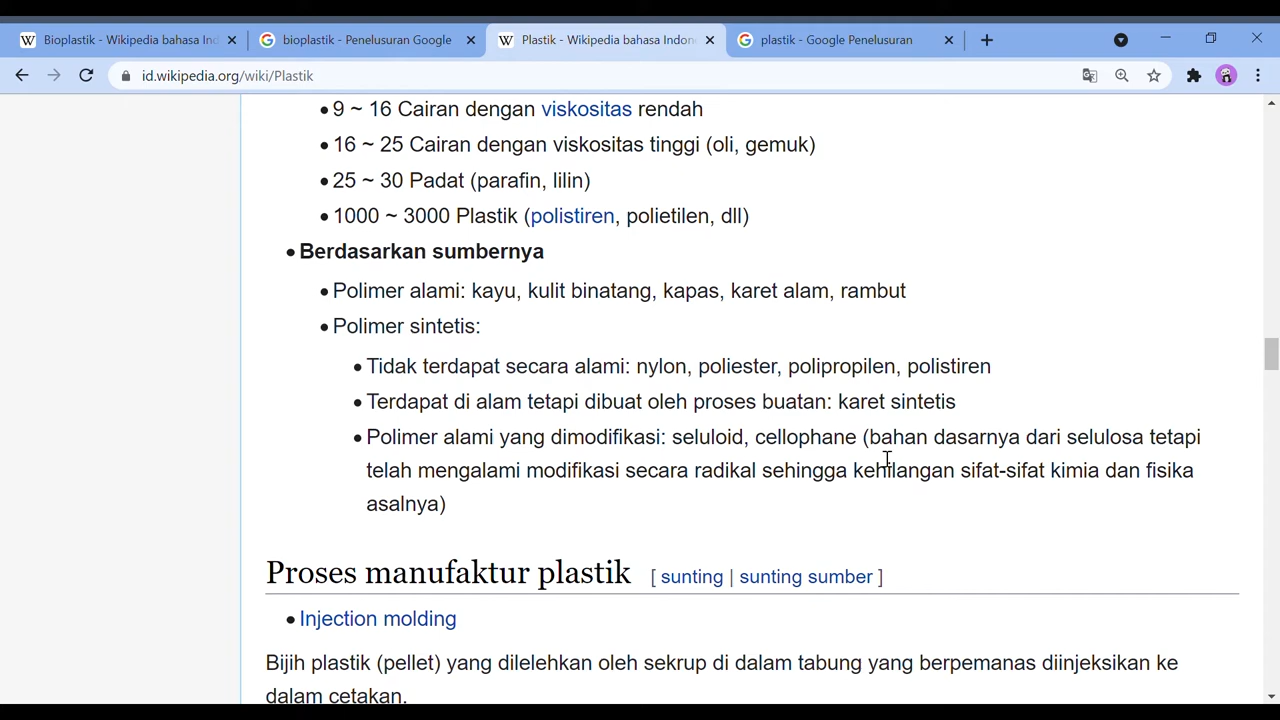 Bioplastik - Wikipedia bahasa Ind
bioplastik - Penelusuran Google
Plastik - Wikipedia bahasa Indon
plastik - Google Penelusuran
id.wikipedia.org/wiki/Plastik
9 ~ 16 Cairan dengan viskositas rendah
16 ~ 25 Cairan dengan viskositas tinggi (oli, gemuk)
25 ~ 30 Padat (parafin, lilin)
1000 ~ 3000 Plastik (polistiren, polietilen, dll)
Berdasarkan sumbernya
Polimer alami: kayu, kulit binatang, kapas, karet alam, rambut
Polimer sintetis:
Tidak terdapat secara alami: nylon, poliester, polipropilen, polistiren
Terdapat di alam tetapi dibuat oleh proses buatan: karet sintetis
Polimer alami yang dimodifikasi: seluloid, cellophane (bahan dasarnya dari selulosa tetapi
telah mengalami modifikasi secara radikal sehingga kehilangan sifat-sifat kimia dan fisika
asalnya)
Proses manufaktur plastik [ sunting | sunting sumber ]
Injection molding
Bijih plastik (pellet) yang dilelehkan oleh sekrup di dalam tabung yang berpemanas diinjeksikan ke
dalam cetakan.